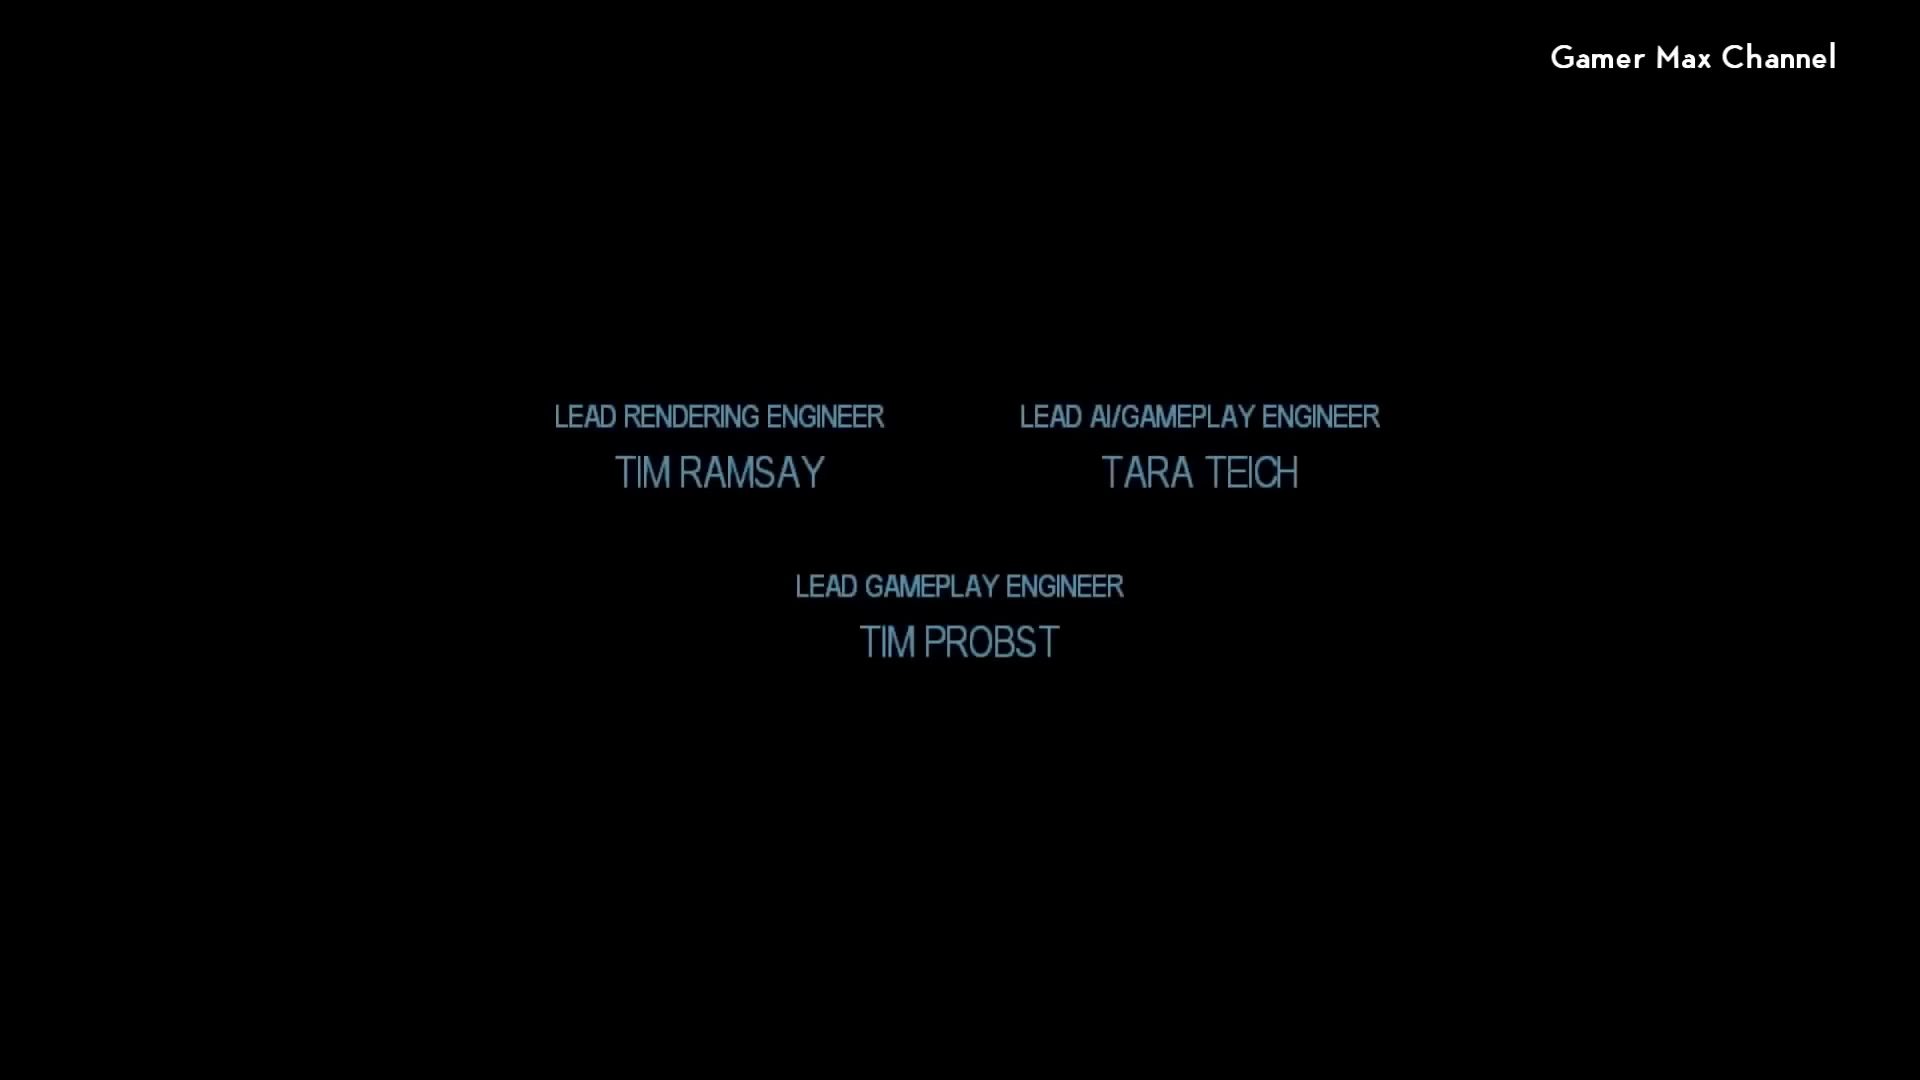 Gamer Max Channel
LEAD RENDERING ENGINEER
TIM RAMSAY
LEAD AI/GAMEPLAY ENGINEER
TARA TEICH
LEAD GAMEPLAY ENGINEER
TIM PROBST